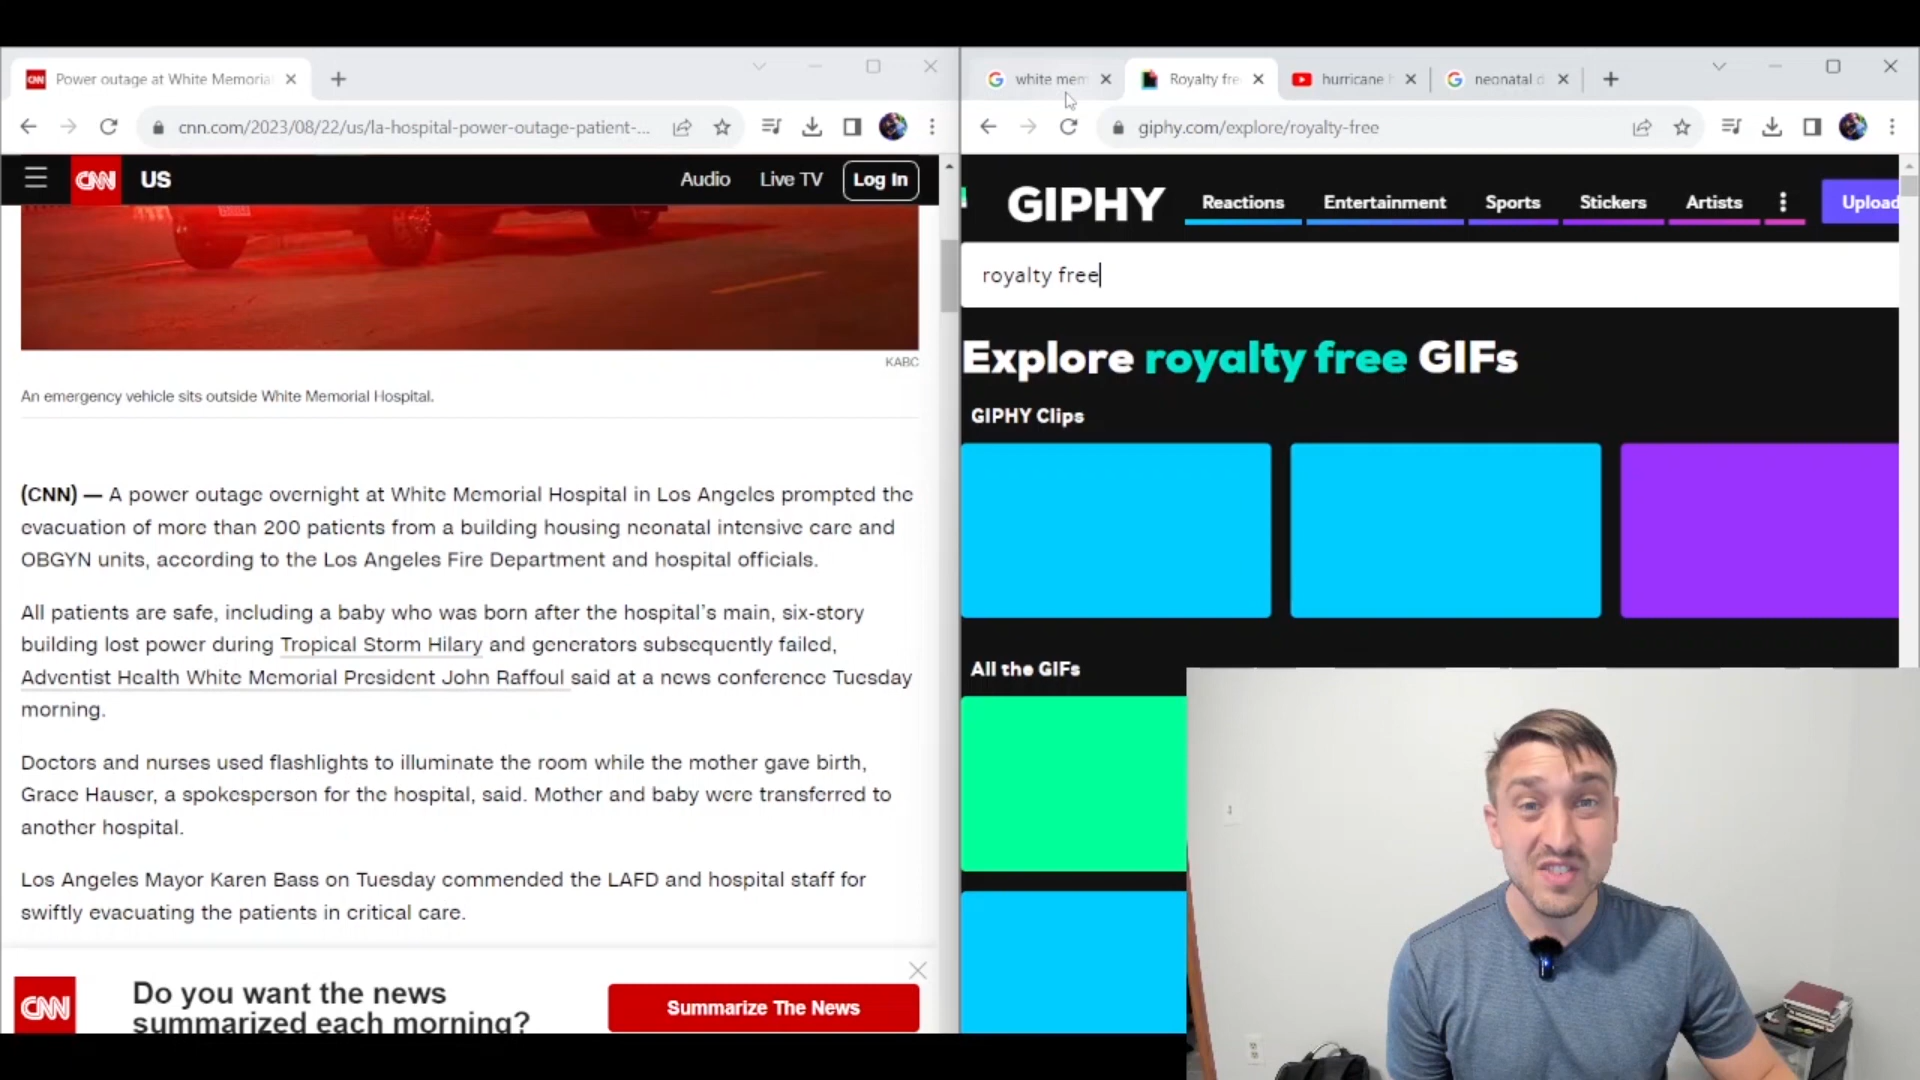 CNN Power outage at White Memoria
cnn.com/2023/08/22/us/la-hospital-power-outage-patient-...
CNN US Audio Live TV Log In
KABC
An emergency vehicle sits outside White Memorial Hospital.
(CNN) — A power outage overnight at White Memorial Hospital in Los Angeles prompted the
evacuation of more than 200 patients from a building housing neonatal intensive care and
OBGYN units, according to the Los Angeles Fire Department and hospital officials.
All patients are safe, including a baby who was born after the hospital's main, six-story
building lost power during Tropical Storm Hilary and generators subsequently failed,
Adventist Health White Memorial President John Raffoul said at a news conference Tuesday
morning.
Doctors and nurses used flashlights to illuminate the room while the mother gave birth,
Grace Hauser, a spokesperson for the hospital, said. Mother and baby were transferred to
another hospital.
Los Angeles Mayor Karen Bass on Tuesday commended the LAFD and hospital staff for
swiftly evacuating the patients in critical care.
CNN
Do you want the news
summarized each morning?
Summarize The News
white mem Royalty fre hurricane h neonatal d
giphy.com/explore/royalty-free
GIPHY Reactions Entertainment Sports Stickers Artists Upload
royalty free
Explore royalty free GIFs
GIPHY Clips
All the GIFs